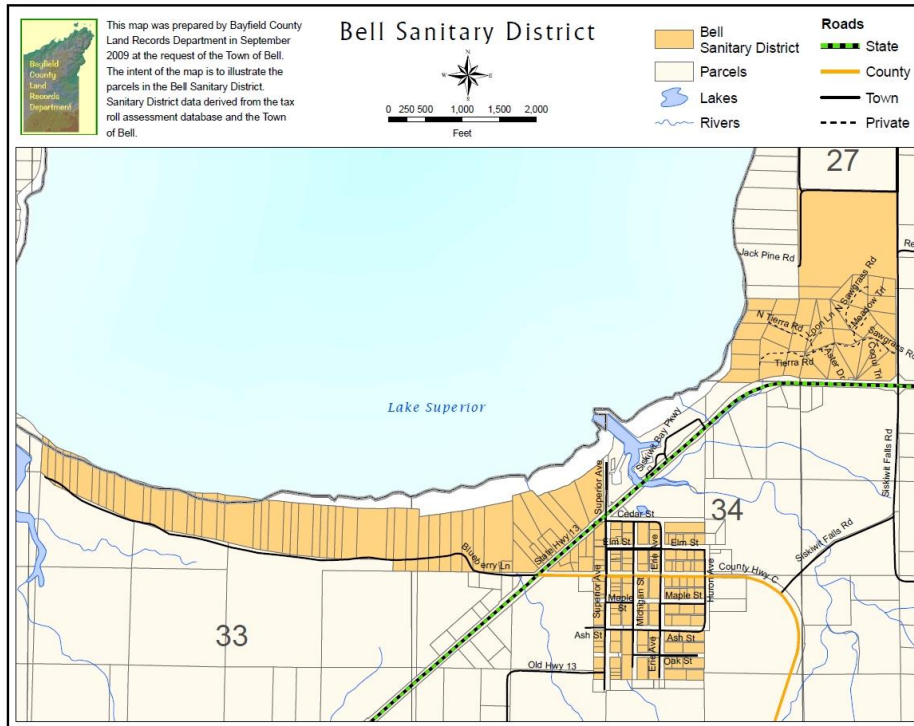 Bayfield
County
Land
Records
Department
This map was prepared by Bayfield County
Land Records Department in September
2009 at the request of the Town of Bell.
The intent of the map is to illustrate the
parcels in the Bell Sanitary District.
Sanitary District data derived from the tax
roll assessment database and the Town
of Bell.
Bell Sanitary District
N
W E
S
0 250 500 1,000 1,500 2,000
Feet
Bell
Sanitary District
Parcels
Lakes
Rivers
Roads
State
County
Town
Private
27
Jack Pine Rd
Re
N Sawgrass Rd
Meadow Trl
Loon Ln
N Tierra Rd
Sawgrass Rd
Tierra Rd
Aster Dr
Coqui Trl
Lake Superior
Siskiwit Bay Pkwy
Siskiwit Falls Rd
Superior Ave
34
Cedar St
State Hwy 13
Elm St
Erie Ave
Elm St
Siskiwit Falls Rd
Blueberry Ln
County Hwy C
Huron Ave
Superior Ave
Michigan St
Maple St
Maple St
33
Ash St
Ash St
Erie Ave
Oak St
Old Hwy 13